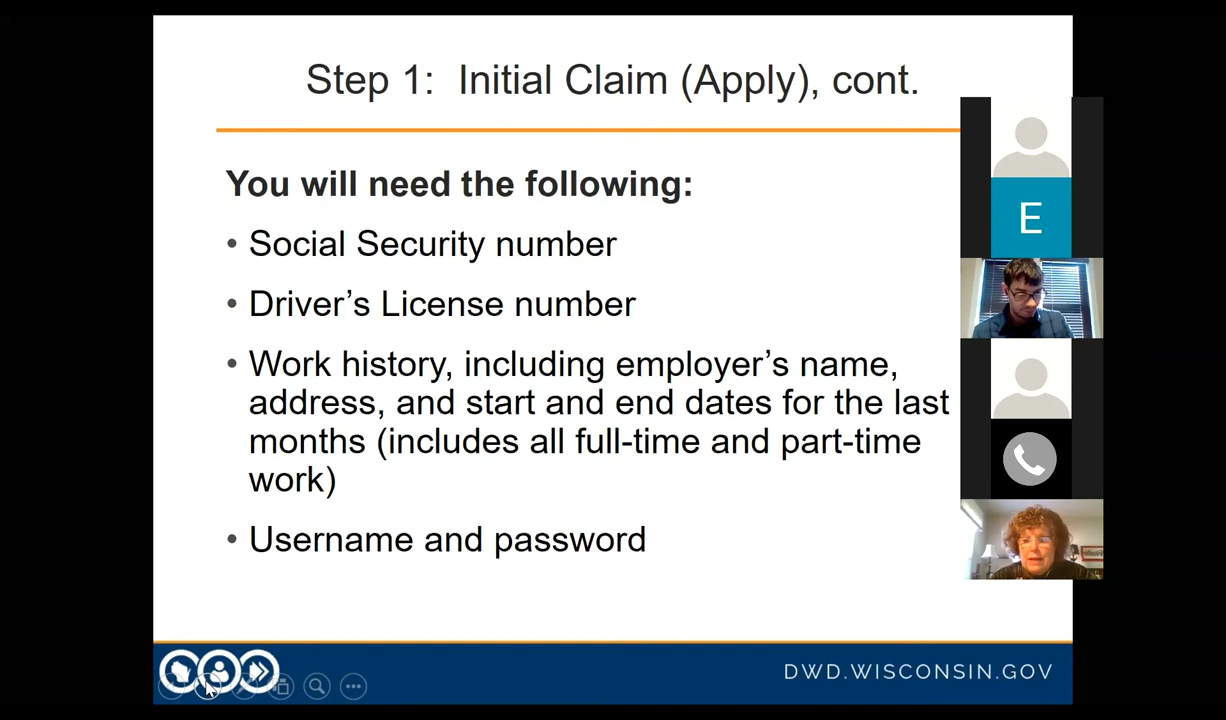 Step 1: Initial Claim (Apply), cont.
You will need the following:
• Social Security number
• Driver’s License number
• Work history, including employer’s name,
address, and start and end dates for the last
months (includes all full-time and part-time
work)
• Username and password
E
DWD.WISCONSIN.GOV